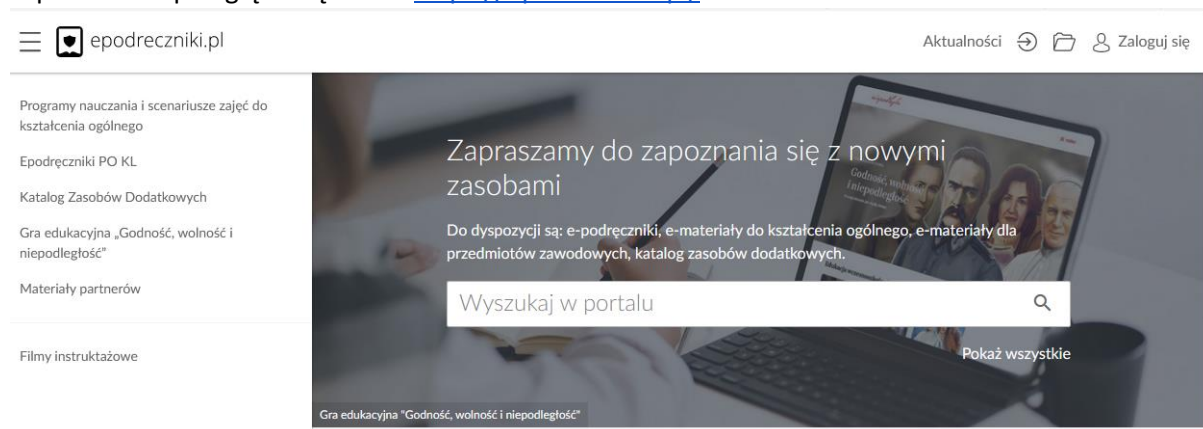 epodreczniki.pl
Aktualności
Zaloguj się
Programy nauczania i scenariusze zajęć do
kształcenia ogólnego
Epodręczniki PO KL
Katalog Zasobów Dodatkowych
Gra edukacyjna „Godność, wolność i
niepodległość”
Materiały partnerów
Filmy instruktażowe
Zapraszamy do zapoznania się z nowymi
zasobami
Do dyspozycji są: e-podręczniki, e-materiały do kształcenia ogólnego, e-materiały dla
przedmiotów zawodowych, katalog zasobów dodatkowych.
Wyszukaj w portalu
Pokaż wszystkie
Godność, wolność
i niepodległość
Gra edukacyjna "Godność, wolność i niepodległość"